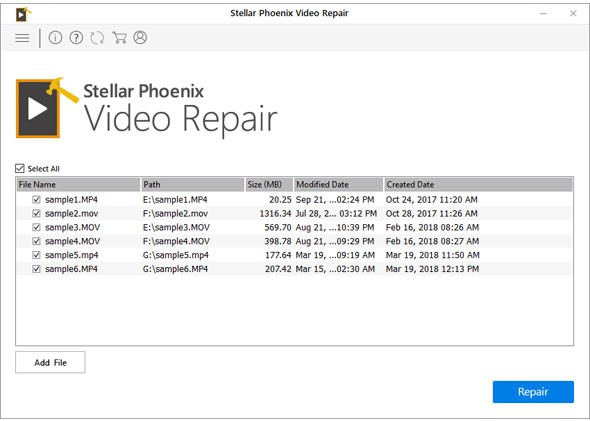 Stellar Phoenix Video Repair
Stellar Phoenix
Video Repair
Select All
File Name Path Size (MB) Modified Date Created Date
sample1.MP4 E:\sample1.MP4 20.25 Sep 21, ...02:24 PM Oct 24, 2017 11:20 AM
sample2.mov F:\sample2.mov 1316.34 Jul 28, 2... 03:12 PM Oct 28, 2017 11:26 AM
sample3.MOV E:\sample3.MOV 569.70 Aug 21, ...10:39 PM Feb 16, 2018 08:26 AM
sample4.MOV F:\sample4.MOV 398.78 Aug 21, ...09:29 PM Feb 16, 2018 08:27 AM
sample5.mp4 G:\sample5.mp4 177.64 Mar 19, ...09:19 AM Mar 19, 2018 11:50 AM
sample6.MP4 G:\sample6.MP4 207.42 Mar 15, ...02:30 AM Mar 19, 2018 12:13 PM
Add File
Repair